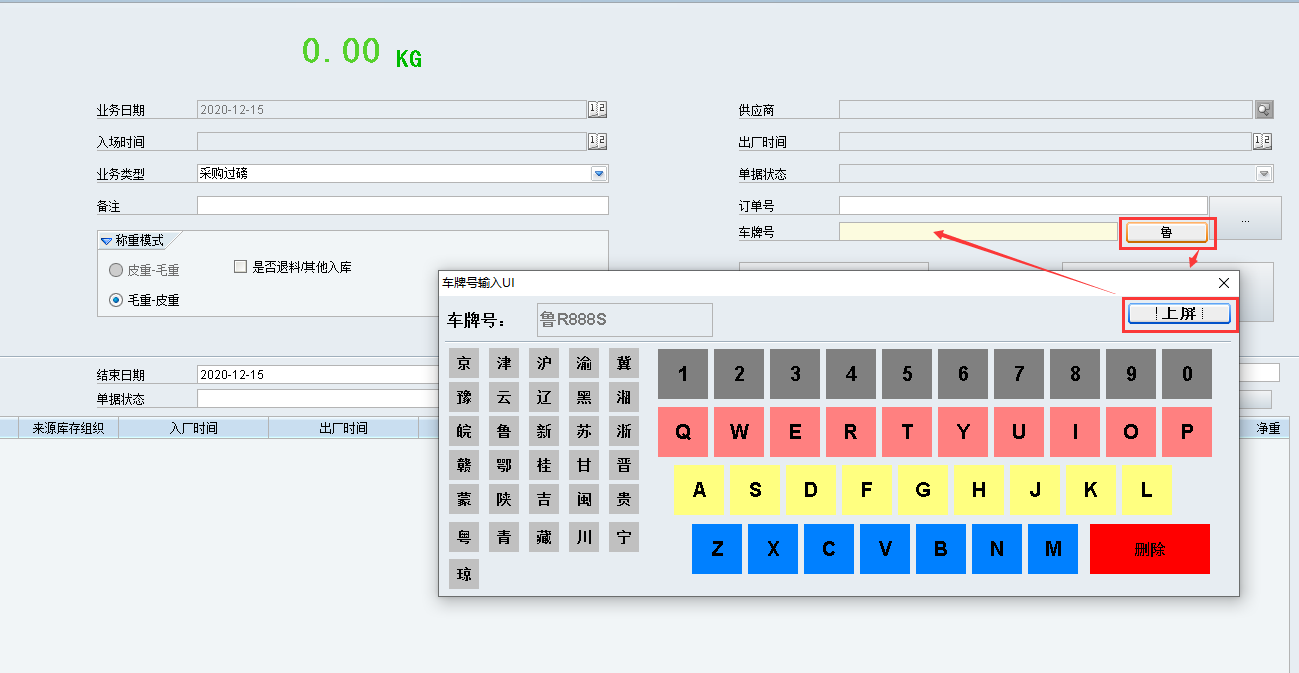 0.00 KG
业务日期 2020-12-15 供应商
入场时间 出厂时间
业务类型 采购过磅 单据状态
备注 订单号
...
车牌号 鲁
称重模式
皮重-毛重 是否退料/其他入库
毛重-皮重
车牌号输入UI
车牌号: 鲁R888S 上屏
京 津 沪 渝 冀 1 2 3 4 5 6 7 8 9 0
豫 云 辽 黑 湘
皖 鲁 新 苏 浙 Q W E R T Y U I O P
赣 鄂 桂 甘 晋
蒙 陕 吉 闽 贵 A S D F G H J K L
粤 青 藏 川 宁 Z X C V B N M 删除
琼
结束日期 2020-12-15
单据状态
来源库存组织 入厂时间 出厂时间 净重